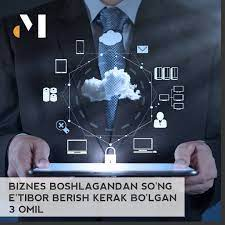 M
BIZNES BOSHLAGANDAN SO'NG
E'TIBOR BERISH KERAK BO'LGAN
3 OMIL